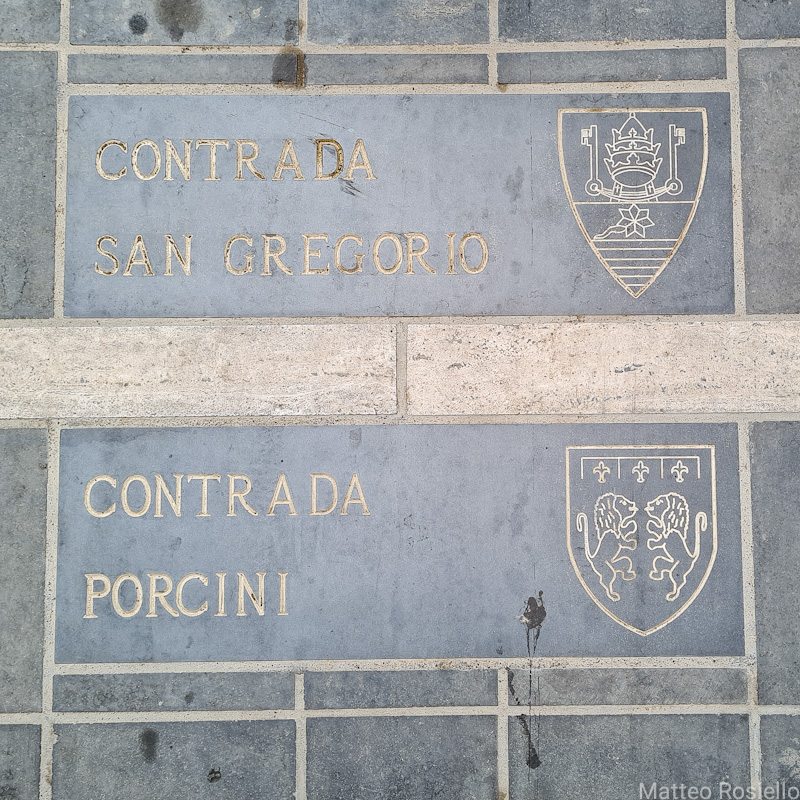 CONTRADA
SAN GREGORIO
CONTRADA
PORCINI
Matteo Rosiello